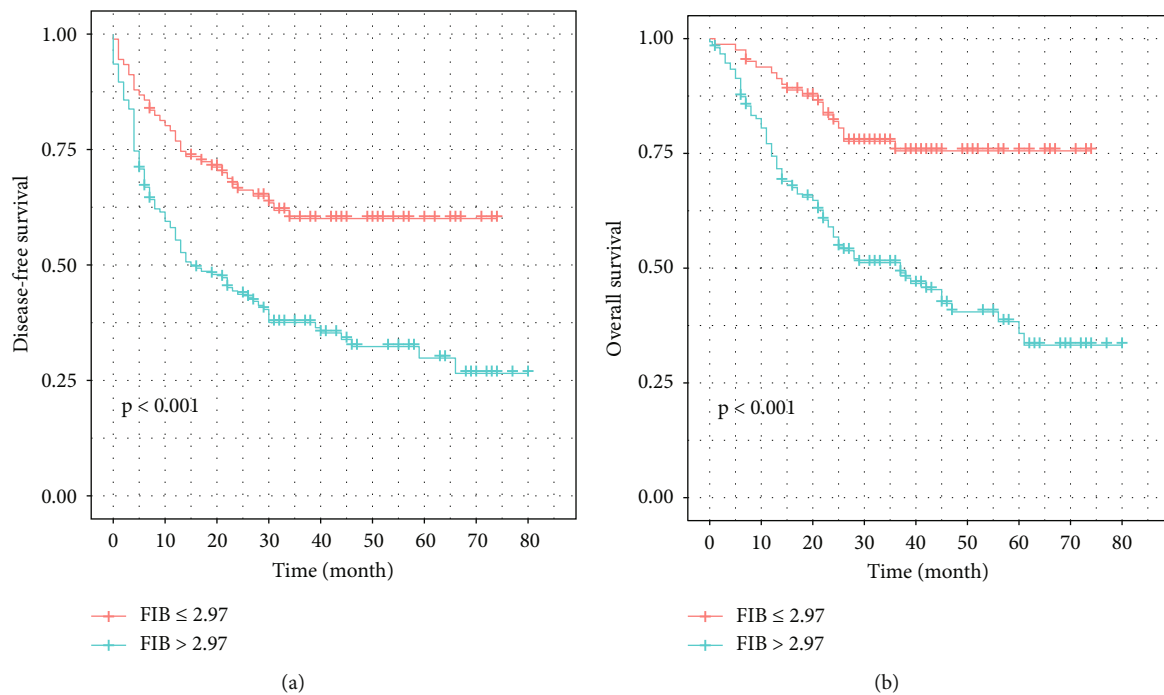 Disease-free survival
1.00
0.75
0.50
0.25
0.00
p < 0.001
0 10 20 30 40 50 60 70 80
Time (month)
FIB ≤ 2.97
FIB > 2.97
(a)
Overall survival
1.00
0.75
0.50
0.25
0.00
p < 0.001
0 10 20 30 40 50 60 70 80
Time (month)
FIB ≤ 2.97
FIB > 2.97
(b)